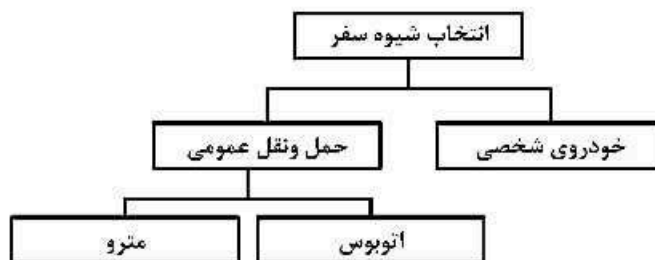 انتخاب شیوه سفر
خودروی شخصی
حمل ونقل عمومی
اتوبوس
مترو